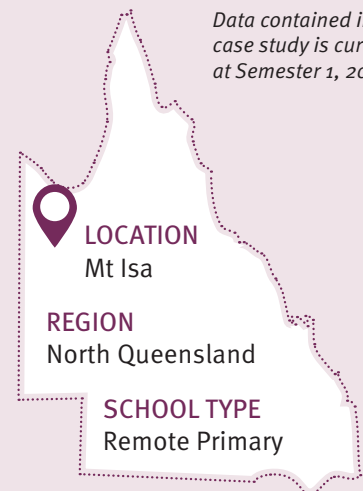 Data contained i
case study is cur
at Semester 1, 20
LOCATION
Mt Isa
REGION
North Queensland
SCHOOL TYPE
Remote Primary